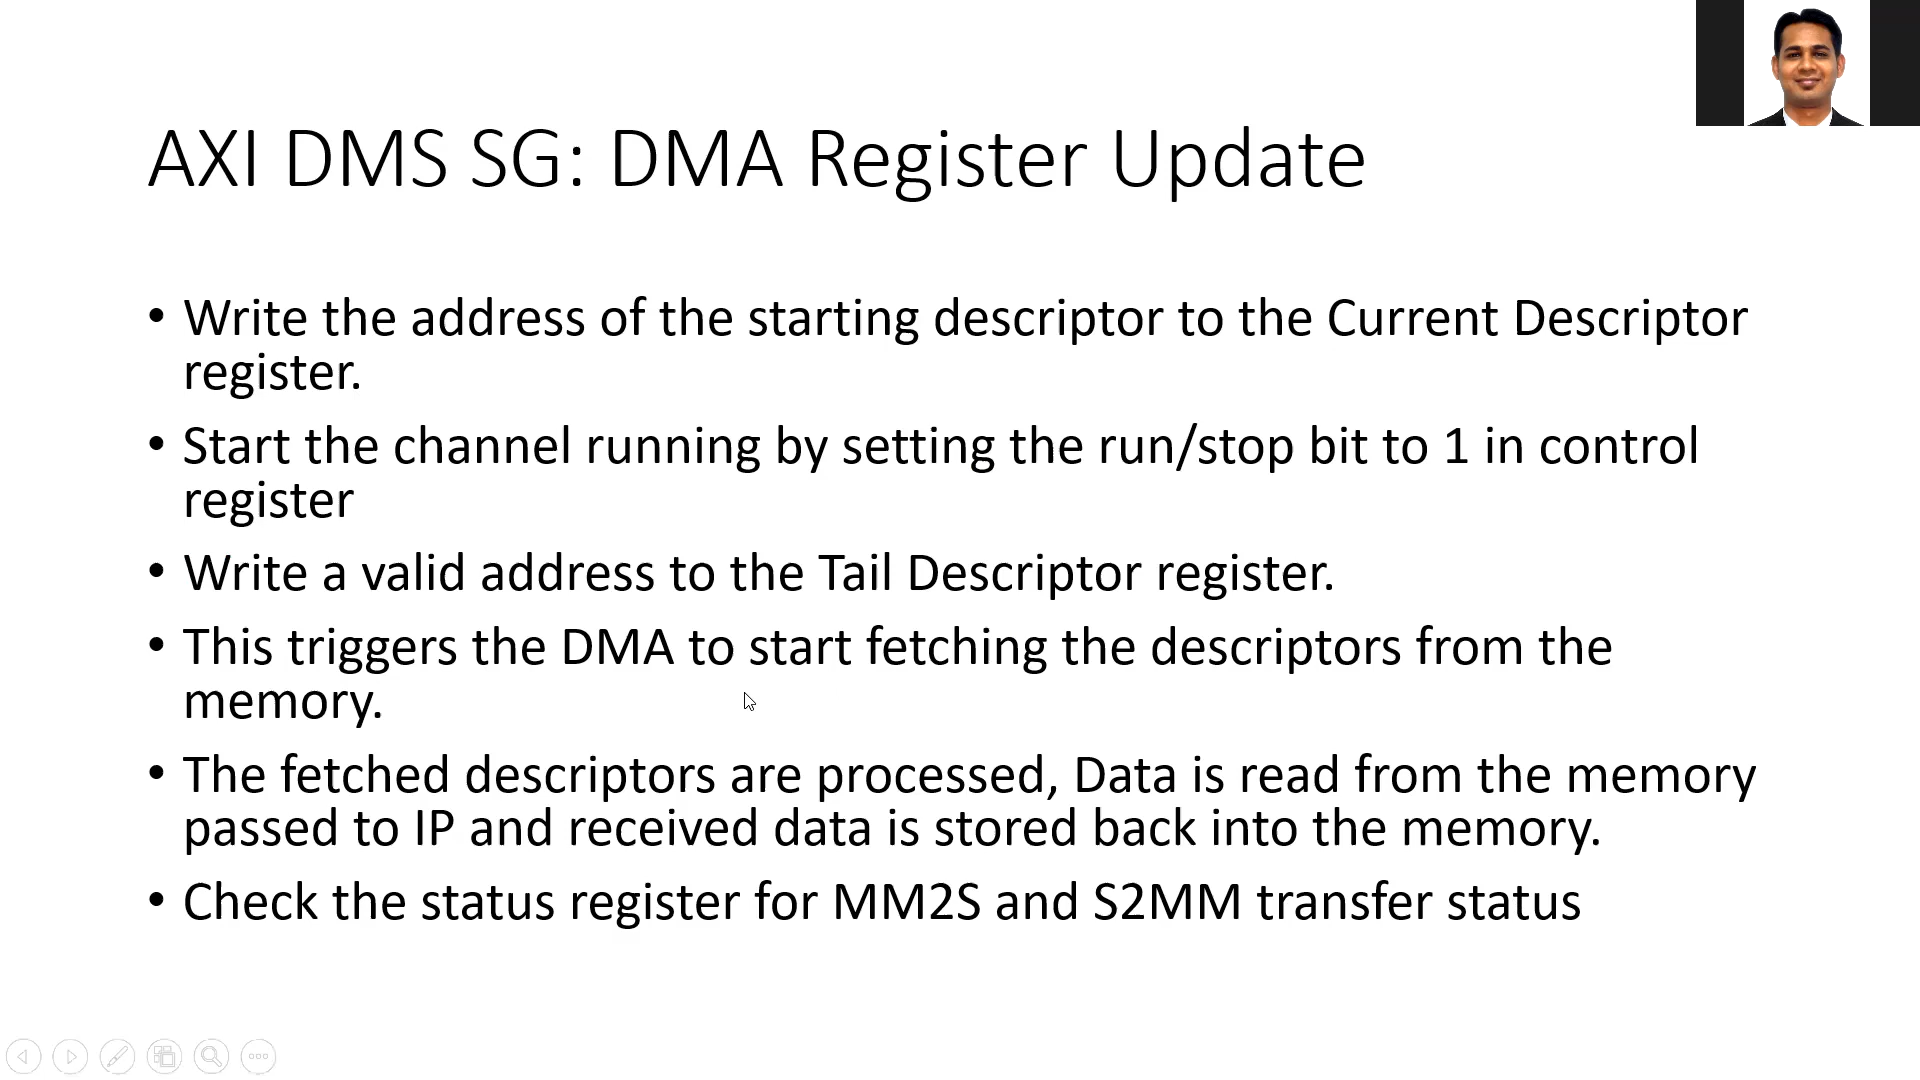 AXI DMS SG: DMA Register Update
• Write the address of the starting descriptor to the Current Descriptor
register.
• Start the channel running by setting the run/stop bit to 1 in control
register
• Write a valid address to the Tail Descriptor register.
• This triggers the DMA to start fetching the descriptors from the
memory.
• The fetched descriptors are processed, Data is read from the memory
passed to IP and received data is stored back into the memory.
• Check the status register for MM2S and S2MM transfer status